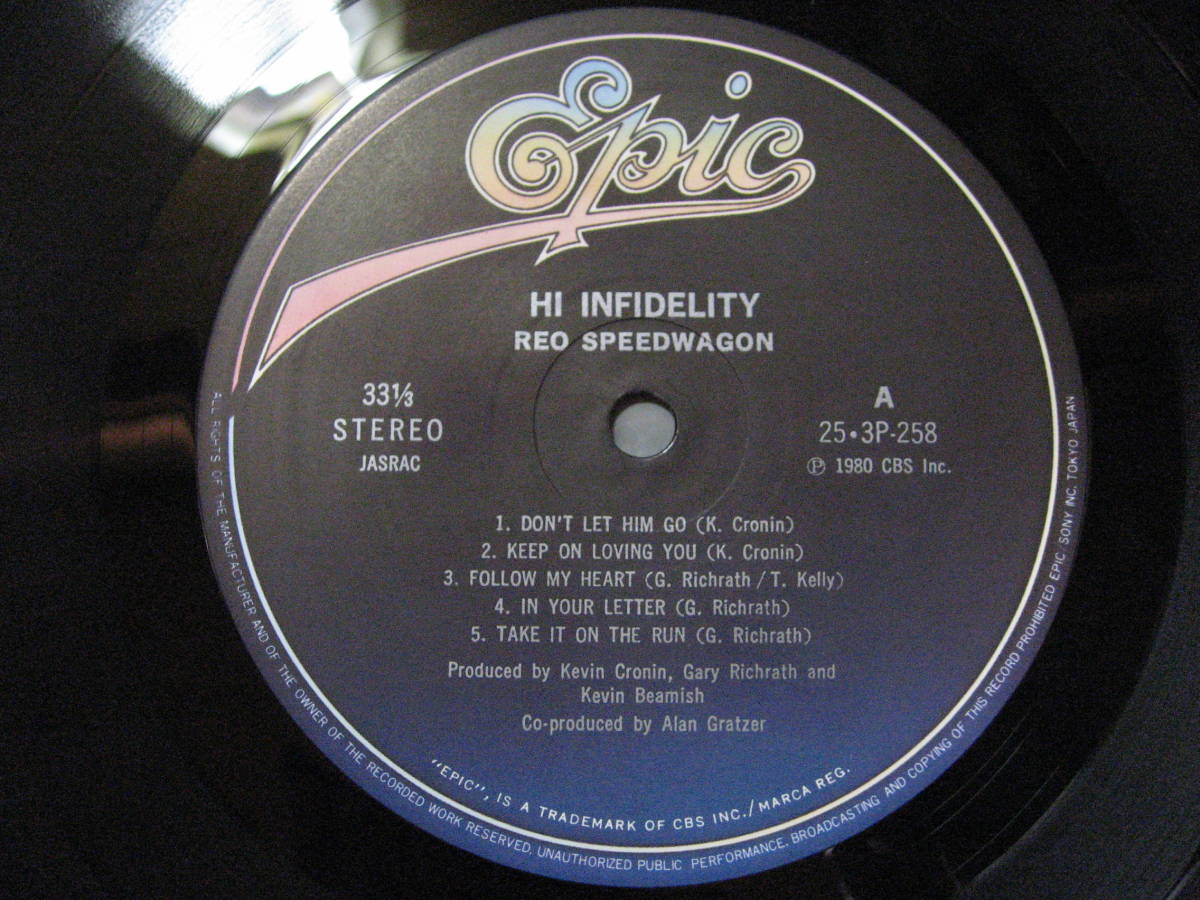 Epic
HI INFIDELITY
REO SPEEDWAGON
33⅓
STEREO
JASRAC
A
25・3P-258
Ⓟ 1980 CBS Inc.
1. DON'T LET HIM GO (K. Cronin)
2. KEEP ON LOVING YOU (K. Cronin)
3. FOLLOW MY HEART (G. Richrath / T. Kelly)
4. IN YOUR LETTER (G. Richrath)
5. TAKE IT ON THE RUN (G. Richrath)
Produced by Kevin Cronin, Gary Richrath and
Kevin Beamish
Co-produced by Alan Gratzer
"EPIC", IS A TRADEMARK OF CBS INC./MARCA REG.
ALL RIGHTS OF THE MANUFACTURER AND OF THE OWNER OF THE RECORDED WORK RESERVED. UNAUTHORIZED PUBLIC PERFORMANCE. BROADCASTING AND COPYING OF THIS RECORD PROHIBITED EPIC SONY INC. TOKYO JAPAN